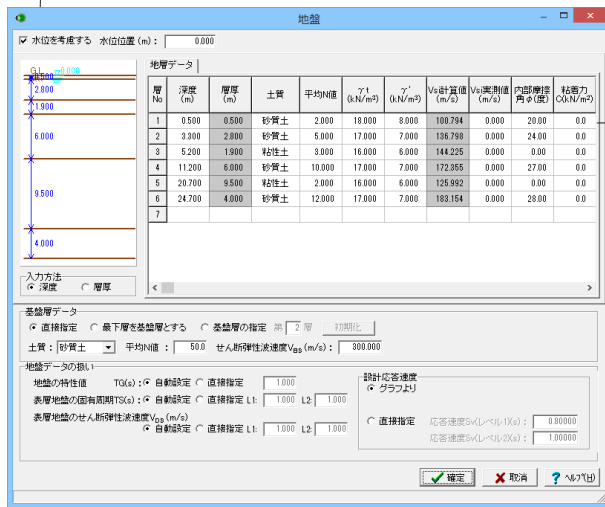 地盤
水位を考慮する 水位位置(m): 0.000
G.L 0.000
0.500
2.800
1.900
6.000
9.500
4.000
地層データ
層No 深度(m) 層厚(m) 土質 平均N値 γt(kN/m³) γ'(kN/m³) Vs計算値(m/s) Vs実測値(m/s) 内部摩擦角φ(度) 粘着力C(kN/m²)
1 0.500 0.500 砂質土 2.000 18.000 8.000 100.794 0.000 20.00 0.0
2 3.300 2.800 砂質土 5.000 17.000 7.000 136.798 0.000 24.00 0.0
3 5.200 1.900 粘性土 3.000 16.000 6.000 144.225 0.000 0.00 0.0
4 11.200 6.000 砂質土 10.000 17.000 7.000 172.355 0.000 27.00 0.0
5 20.700 9.500 粘性土 2.000 16.000 6.000 125.992 0.000 0.00 0.0
6 24.700 4.000 砂質土 12.000 17.000 7.000 183.154 0.000 28.00 0.0
7
入力方法
深度 層厚
基盤層データ
直接指定 最下層を基盤層とする 基盤層の指定 第 2 層 初期化
土質: 砂質土 平均N値: 50.0 せん断弾性波速度VBS(m/s): 300.000
地盤データの扱い
地盤の特性値 TG(s): 自動設定 直接指定 1.000
表層地盤の固有周期TS(s): 自動設定 直接指定 L1: 1.000 L2: 1.000
表層地盤のせん断弾性波速度VDS(m/s)
自動設定 直接指定 L1: 1.000 L2: 1.000
設計応答速度
グラフより
直接指定 応答速度Sv(レベル1)(s): 0.80000
応答速度Sv(レベル2)(s): 1.00000
確定 取消 ヘルプ(H)